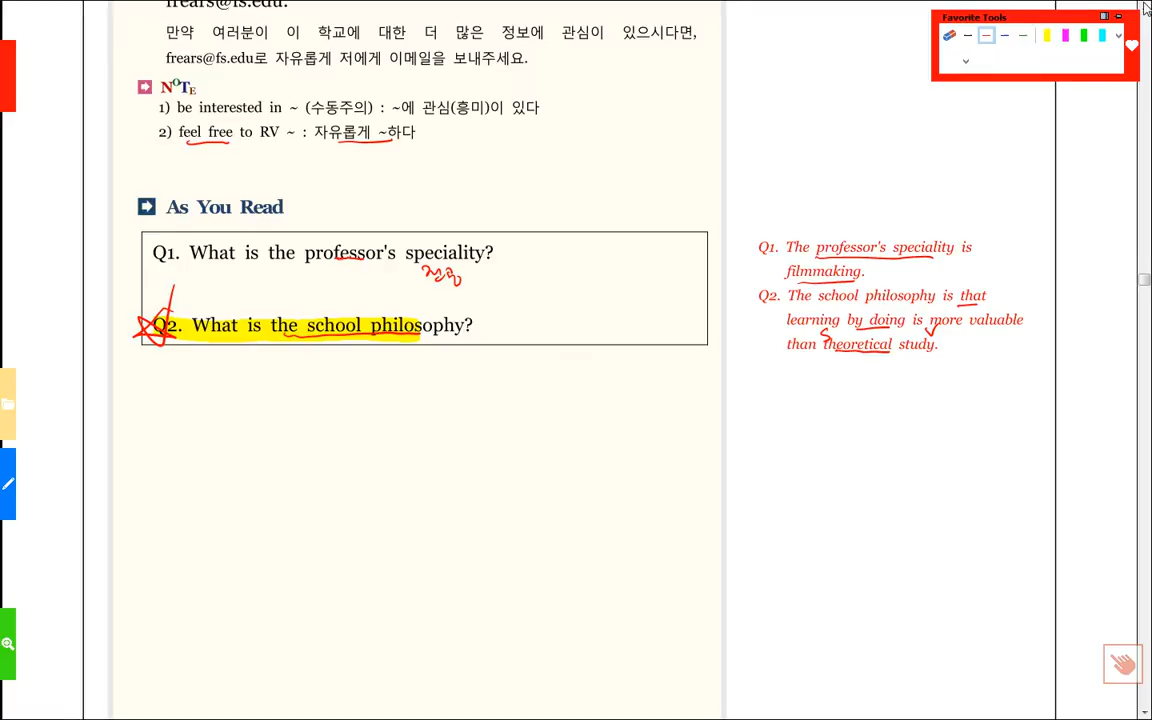 frears@fs.edu.
만약 여러분이 이 학교에 대한 더 많은 정보에 관심이 있으시다면,
frears@fs.edu로 자유롭게 저에게 이메일을 보내주세요.
NOTE
1) be interested in ~ (수동주의) : ~에 관심(흥미)이 있다
2) feel free to RV ~ : 자유롭게 ~하다
As You Read
Q1. What is the professor's speciality?
전공
Q2. What is the school philosophy?
Favorite Tools
Q1. The professor's speciality is
filmmaking.
Q2. The school philosophy is that
learning by doing is more valuable
than theoretical study.